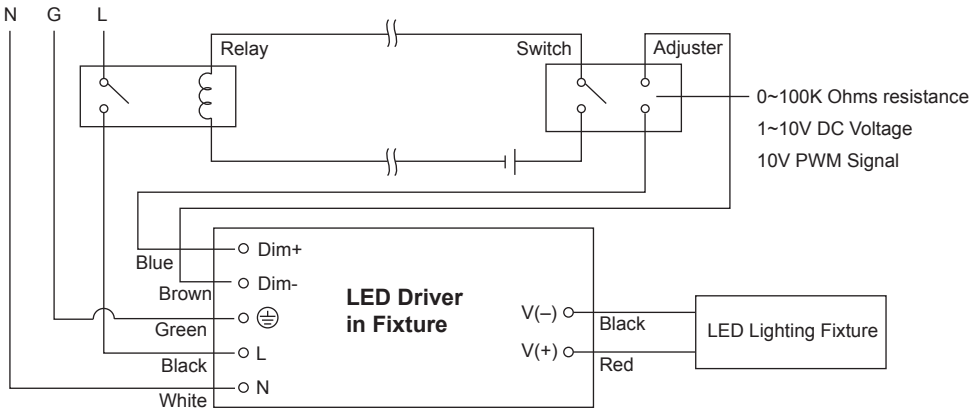 N G L
Relay
Switch
Adjuster
0~100K Ohms resistance
1~10V DC Voltage
10V PWM Signal
Blue
Dim+
Brown
Dim-
Green
Black
L
White
N
LED Driver
in Fixture
V(–)
V(+)
Black
Red
LED Lighting Fixture